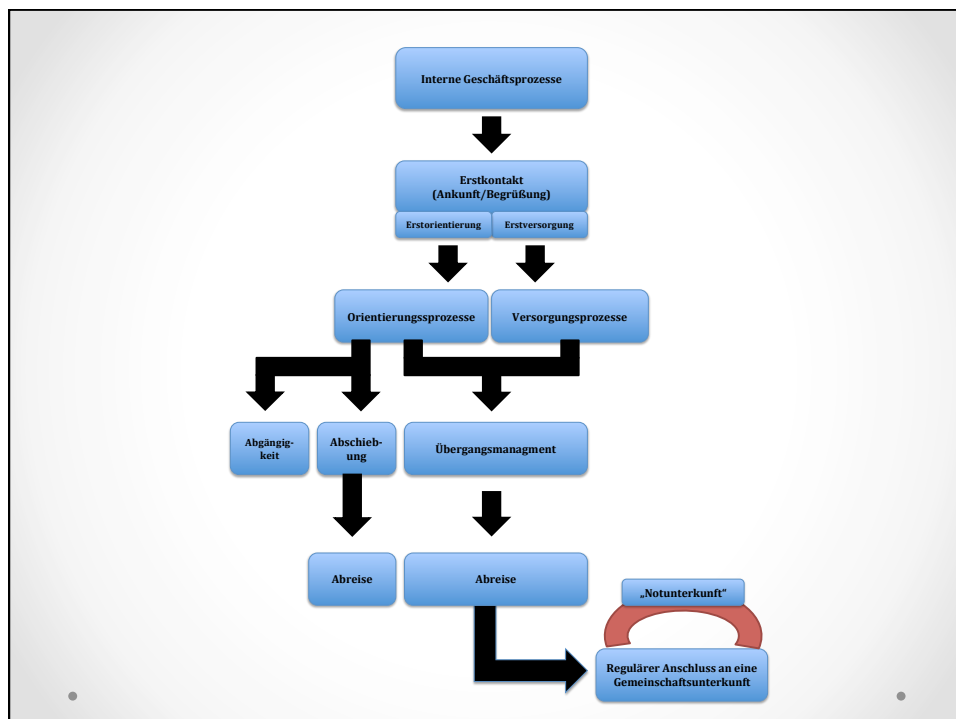 Interne Geschäftsprozesse
Erstkontakt
(Ankunft/Begrüßung)
Erstorientierung
Erstversorgung
Orientierungssprozesse
Versorgungsprozesse
Abgängig-
keit
Abschieb-
ung
Übergangsmanagment
Abreise
Abreise
„Notunterkunft“
Regulärer Anschluss an eine
Gemeinschaftsunterkunft